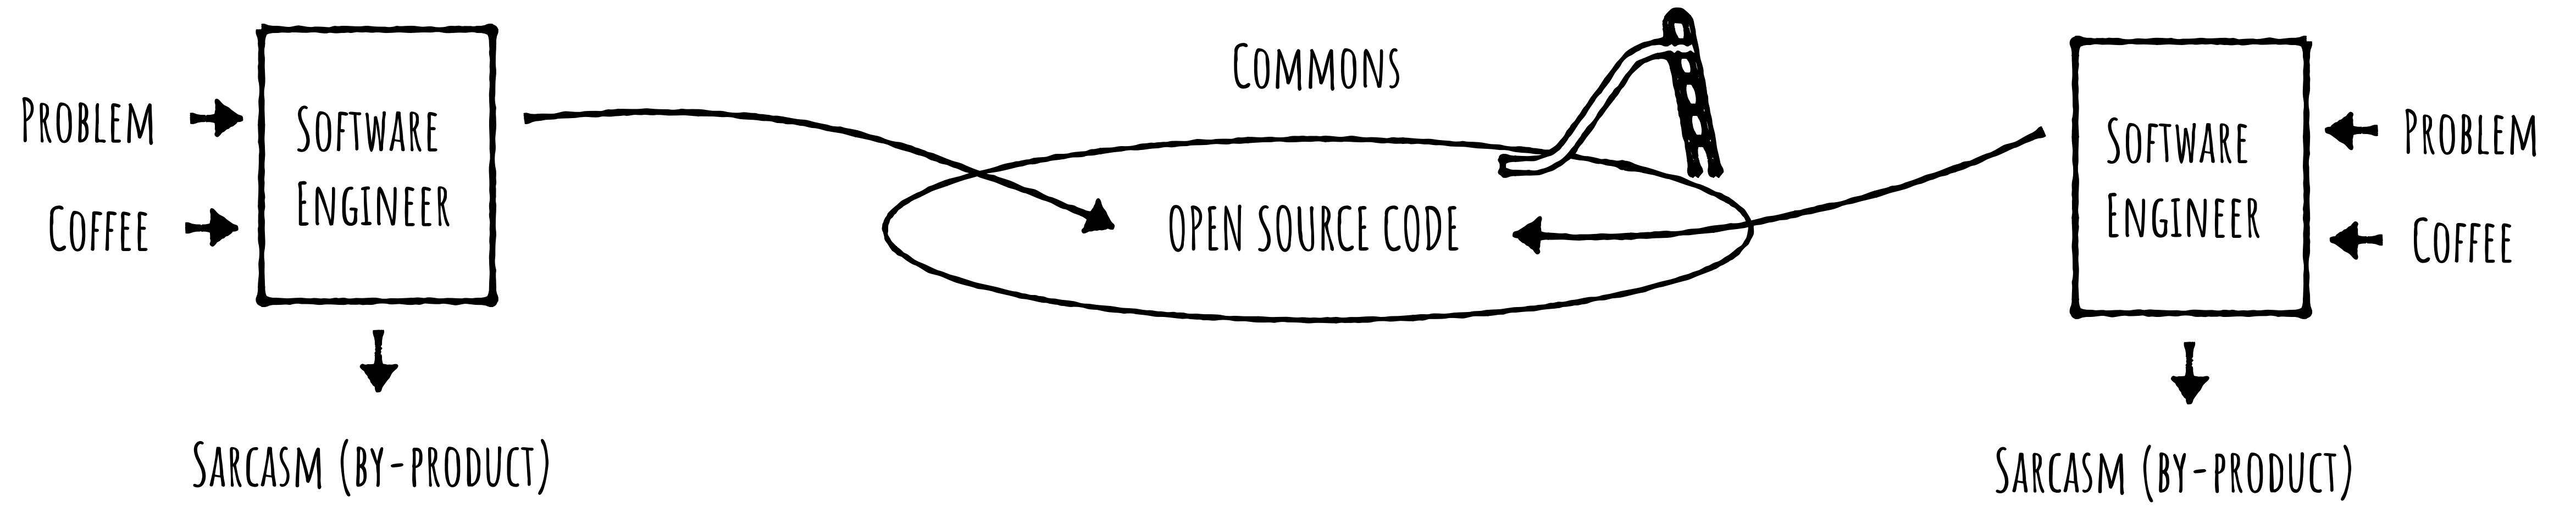 Problem
Coffee
Software
Engineer
Sarcasm (by-product)
Commons
open source code
Software
Engineer
Problem
Coffee
Sarcasm (by-product)